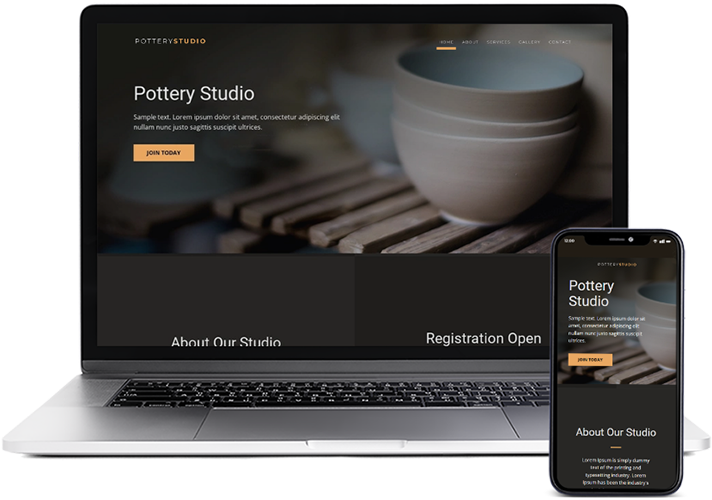 POTTERYSTUDIO
HOME ABOUT SERVICES GALLERY CONTACT
Pottery Studio
Sample text. Lorem ipsum dolor sit amet, consectetur adipiscing elit
nullam nunc justo sagittis suscipit ultrices.
JOIN TODAY
About Our Studio
Registration Open
12:00
POTTERYSTUDIO
Pottery
Studio
Sample text. Lorem ipsum dolor sit
amet, consectetur adipiscing elit
nullam nunc justo sagittis suscipit
ultrices.
JOIN TODAY
About Our Studio
Lorem Ipsum is simply dummy
text of the printing and
typesetting industry. Lorem
Ipsum has been the industry's